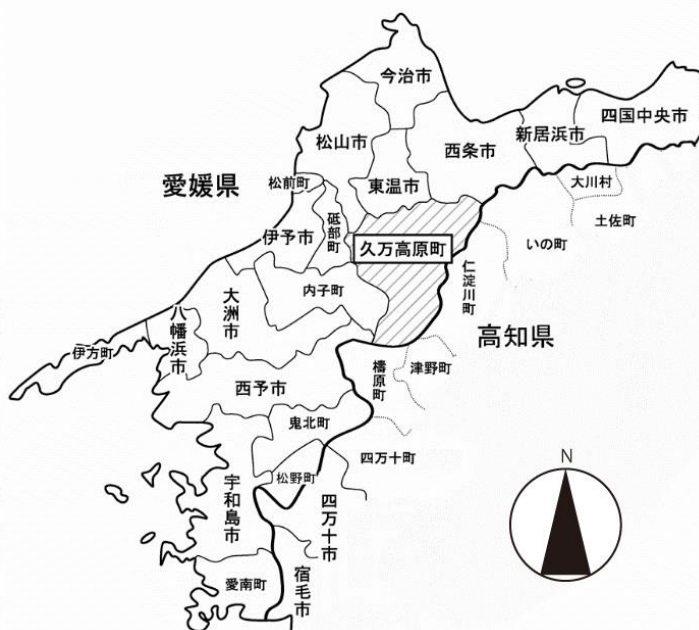 今治市
四国中央市
新居浜市
松山市
西条市
愛媛県
松前町
東温市
大川村
土佐町
砥部町
伊予市
久万高原町
いの町
仁淀川町
内子町
大洲市
八幡浜市
高知県
伊方町
檮原町
津野町
西予市
鬼北町
四万十町
松野町
宇和島市
四万十市
N
宿毛市
愛南町